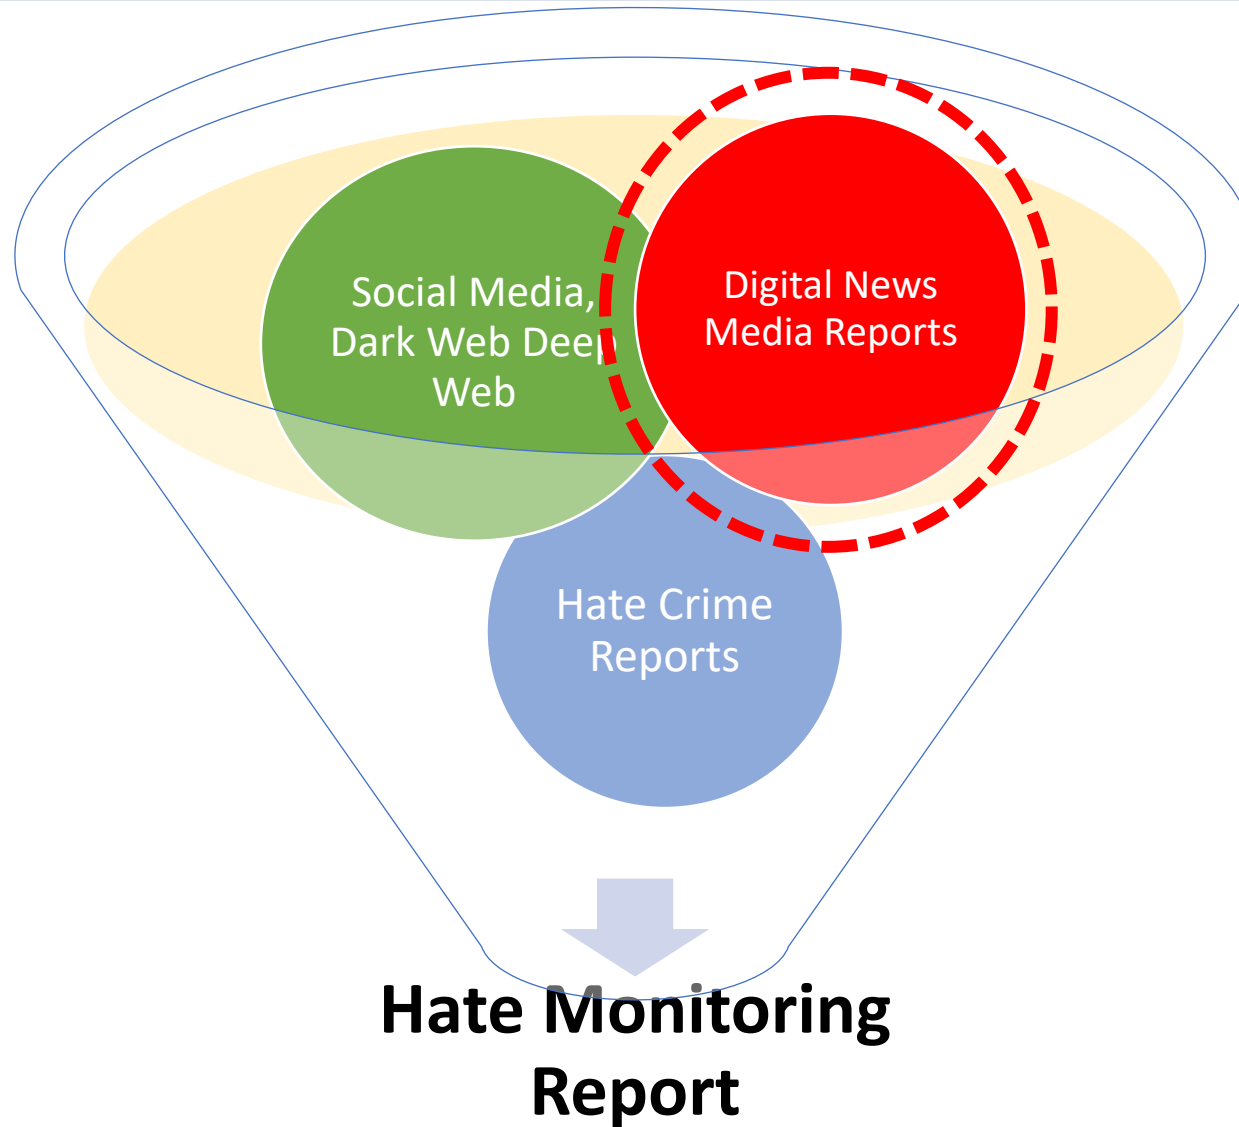 Social Media,
Dark Web Deep
Web
Digital News
Media Reports
Hate Crime
Reports
Hate Monitoring
Report